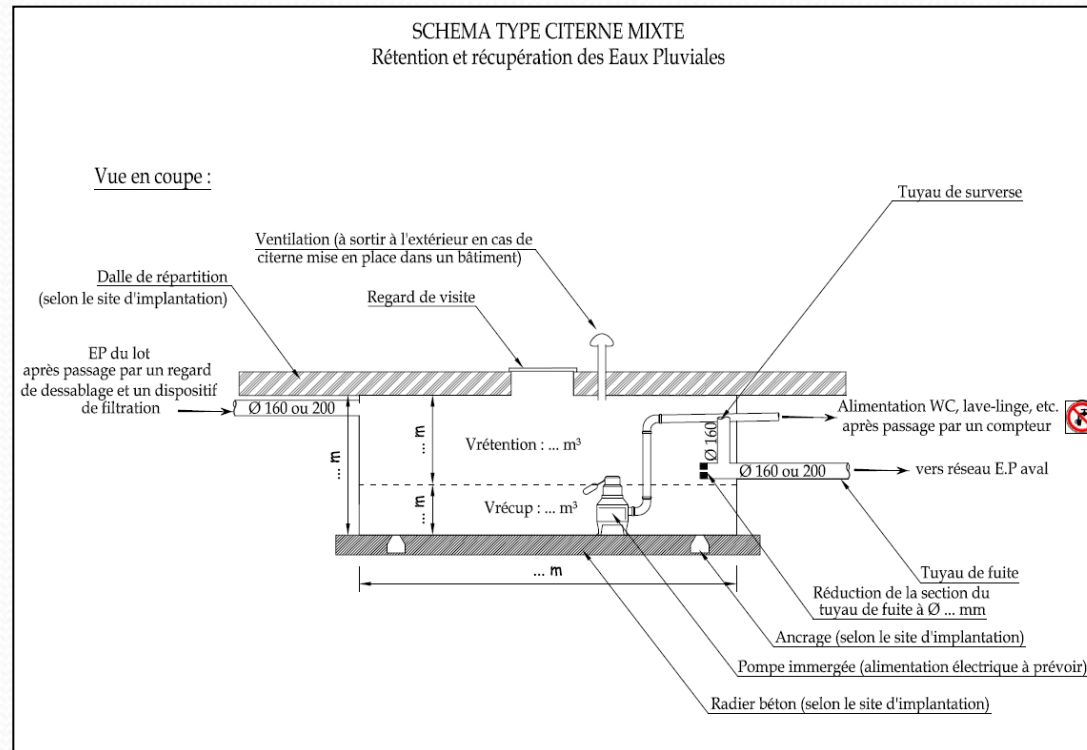 SCHEMA TYPE CITERNE MIXTE
Rétention et récupération des Eaux Pluviales
Vue en coupe :
Tuyau de surverse
Ventilation (à sortir à l'extérieur en cas de
citerne mise en place dans un bâtiment)
Dalle de répartition
(selon le site d'implantation)
Regard de visite
EP du lot
après passage par un regard
de dessablage et un dispositif
de filtration
Ø 160 ou 200
Alimentation WC, lave-linge, etc.
après passage par un compteur
... m
... m
Vrétention : ... m³
Ø 160
Ø 160 ou 200
vers réseau E.P aval
... m
Vrécup : ... m³
... m
Tuyau de fuite
Réduction de la section du
tuyau de fuite à Ø ... mm
Ancrage (selon le site d'implantation)
Pompe immergée (alimentation électrique à prévoir)
Radier béton (selon le site d'implantation)